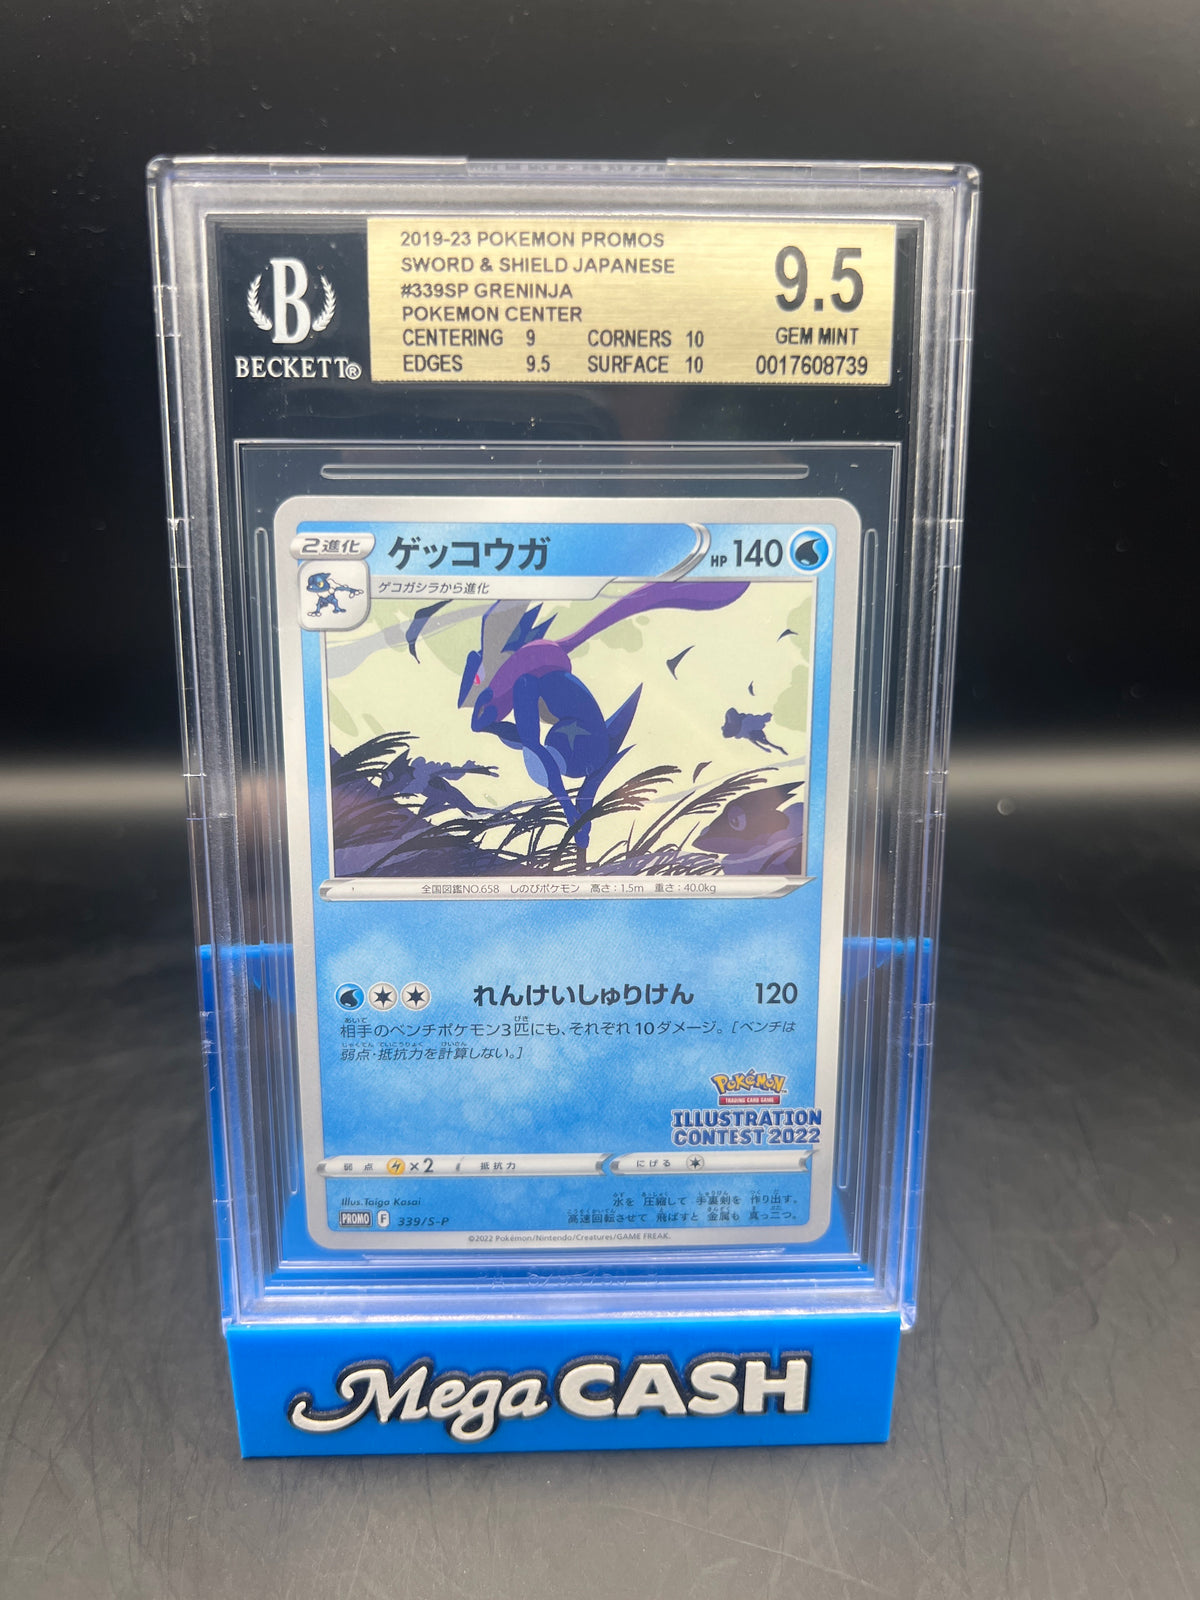 2019-23 POKEMON PROMOS
SWORD & SHIELD JAPANESE
#339SP GRENINJA
POKEMON CENTER
CENTERING 9 CORNERS 10
EDGES 9.5 SURFACE 10
9.5
GEM MINT
0017608739
B
BECKETT®
2進化
ゲッコウガ
HP 140
ゲコガシラから進化
全国図鑑NO.658 しのびポケモン 高さ:1.5m 重さ:40.0kg
れんけいしゅりけん 120
相手のベンチポケモン3匹にも、それぞれ10ダメージ。[ベンチは
弱点・抵抗力を計算しない。]
POKéMON
TRADING CARD GAME
ILLUSTRATION
CONTEST 2022
弱点 ×2 抵抗力 にげる
Illus.Taiga Kasai
PROMO F 339/S-P
水を 圧縮して 手裏剣を 作り出す。
高速回転させて 飛ばすと 金属も 真っ二つ。
©2022 Pokémon/Nintendo/Creatures/GAME FREAK.
Mega CASH